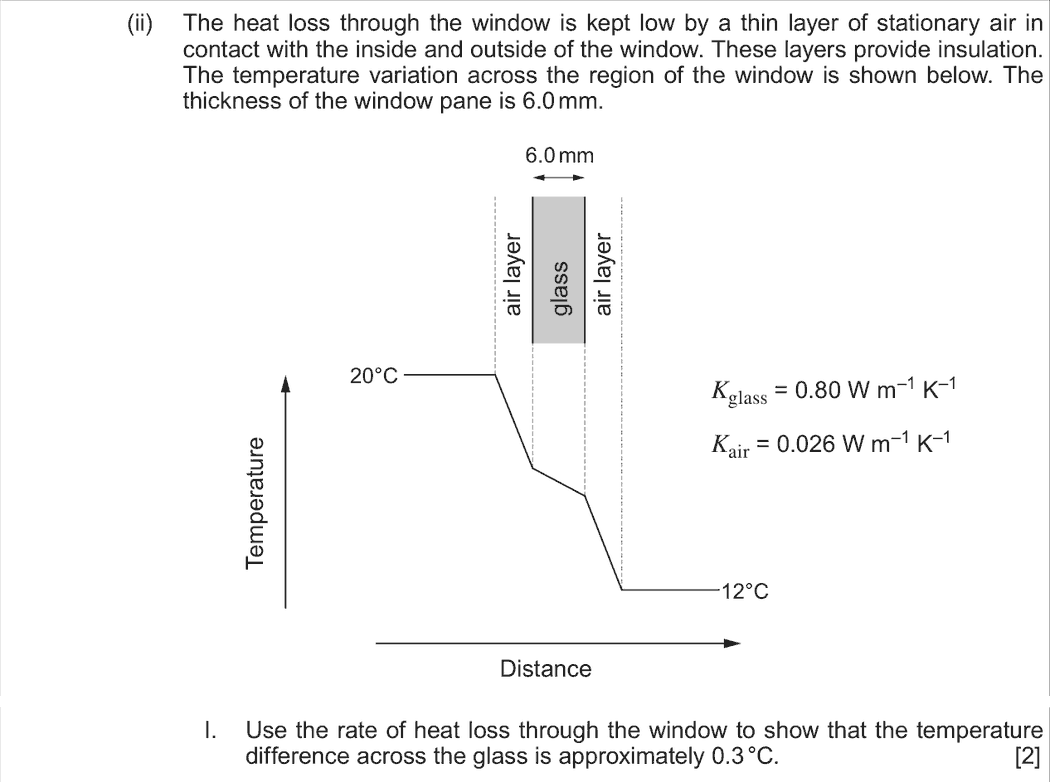 (ii) The heat loss through the window is kept low by a thin layer of stationary air in
contact with the inside and outside of the window. These layers provide insulation.
The temperature variation across the region of the window is shown below. The
thickness of the window pane is 6.0 mm.
6.0 mm
air layer
glass
air layer
20°C
K_glass = 0.80 W m⁻¹ K⁻¹
K_air = 0.026 W m⁻¹ K⁻¹
Temperature
12°C
Distance
I. Use the rate of heat loss through the window to show that the temperature
difference across the glass is approximately 0.3 °C. [2]